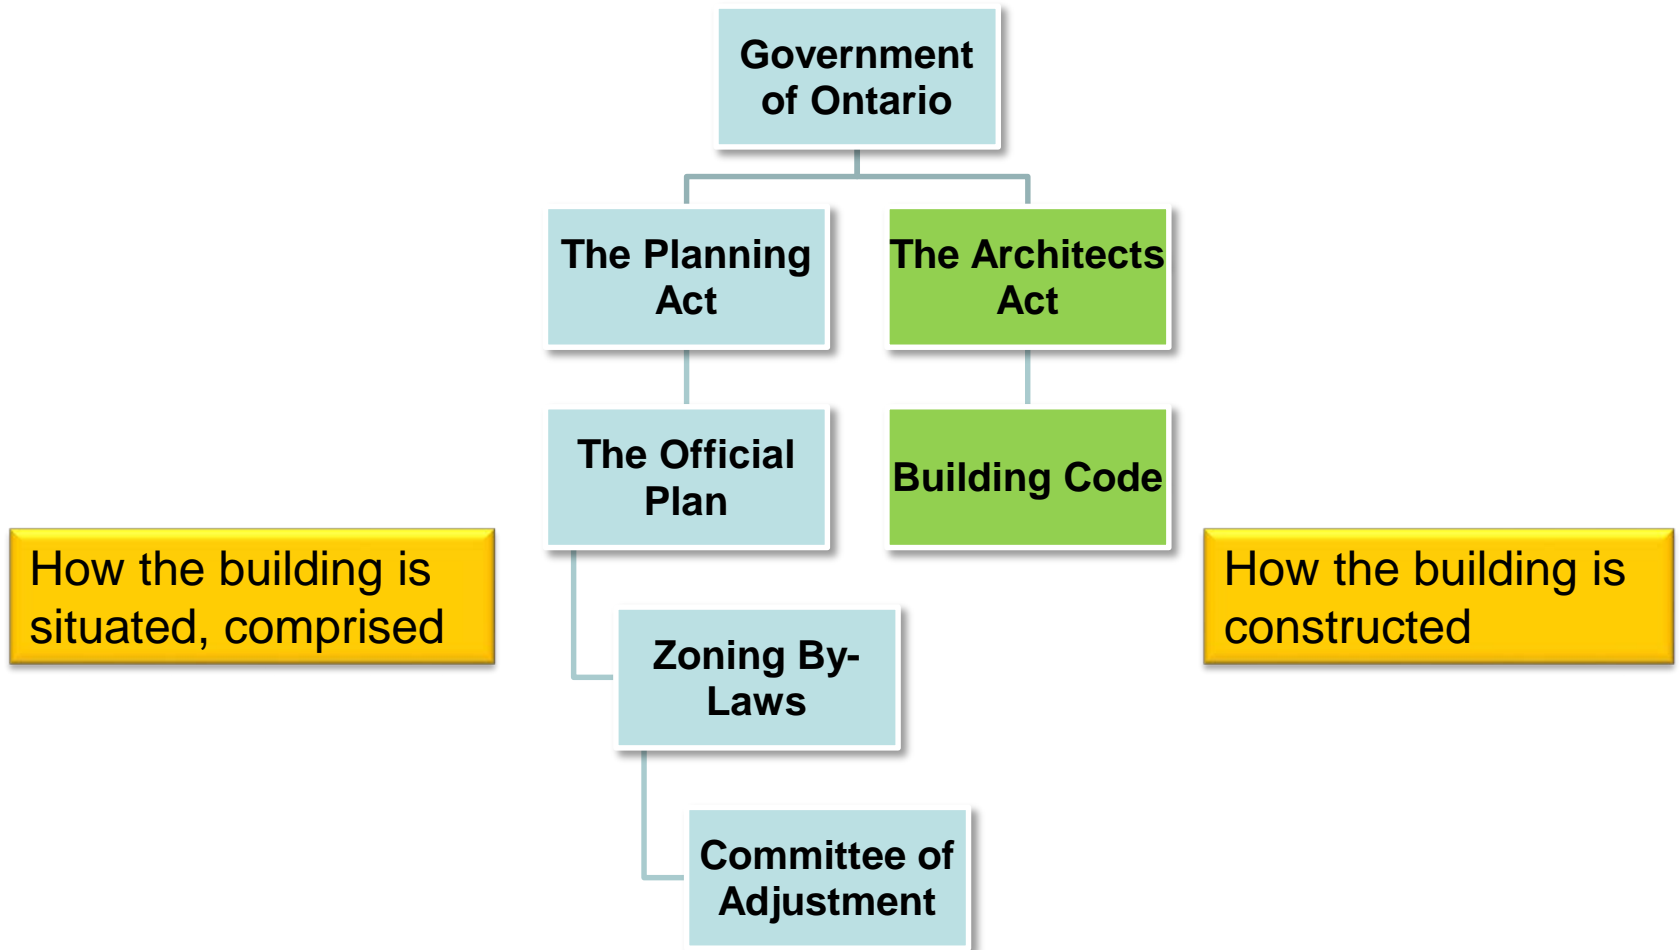 Government
of Ontario
The Planning
Act
The Architects
Act
The Official
Plan
Building Code
How the building is
situated, comprised
How the building is
constructed
Zoning By-
Laws
Committee of
Adjustment